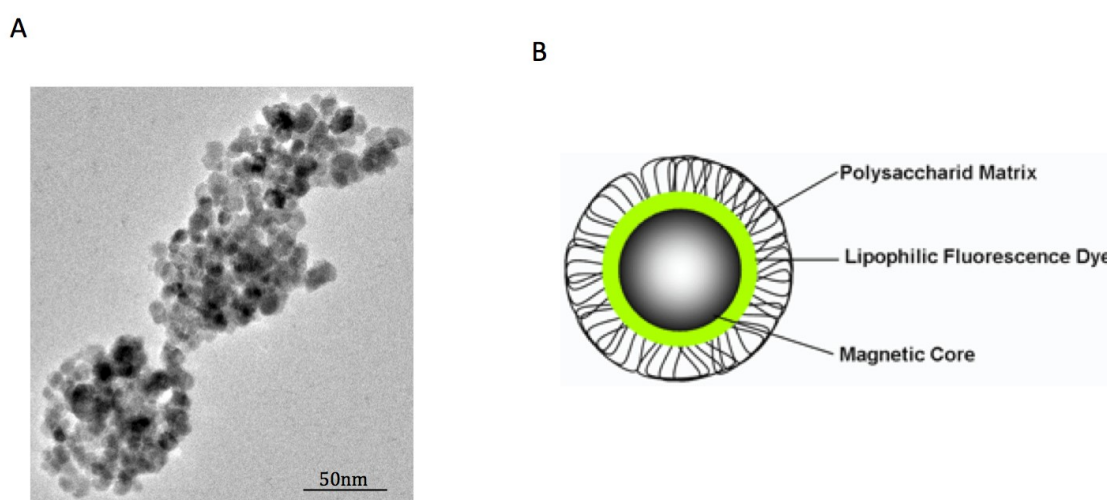 A
B
Polysaccharid Matrix
Lipophilic Fluorescence Dye
Magnetic Core
50nm